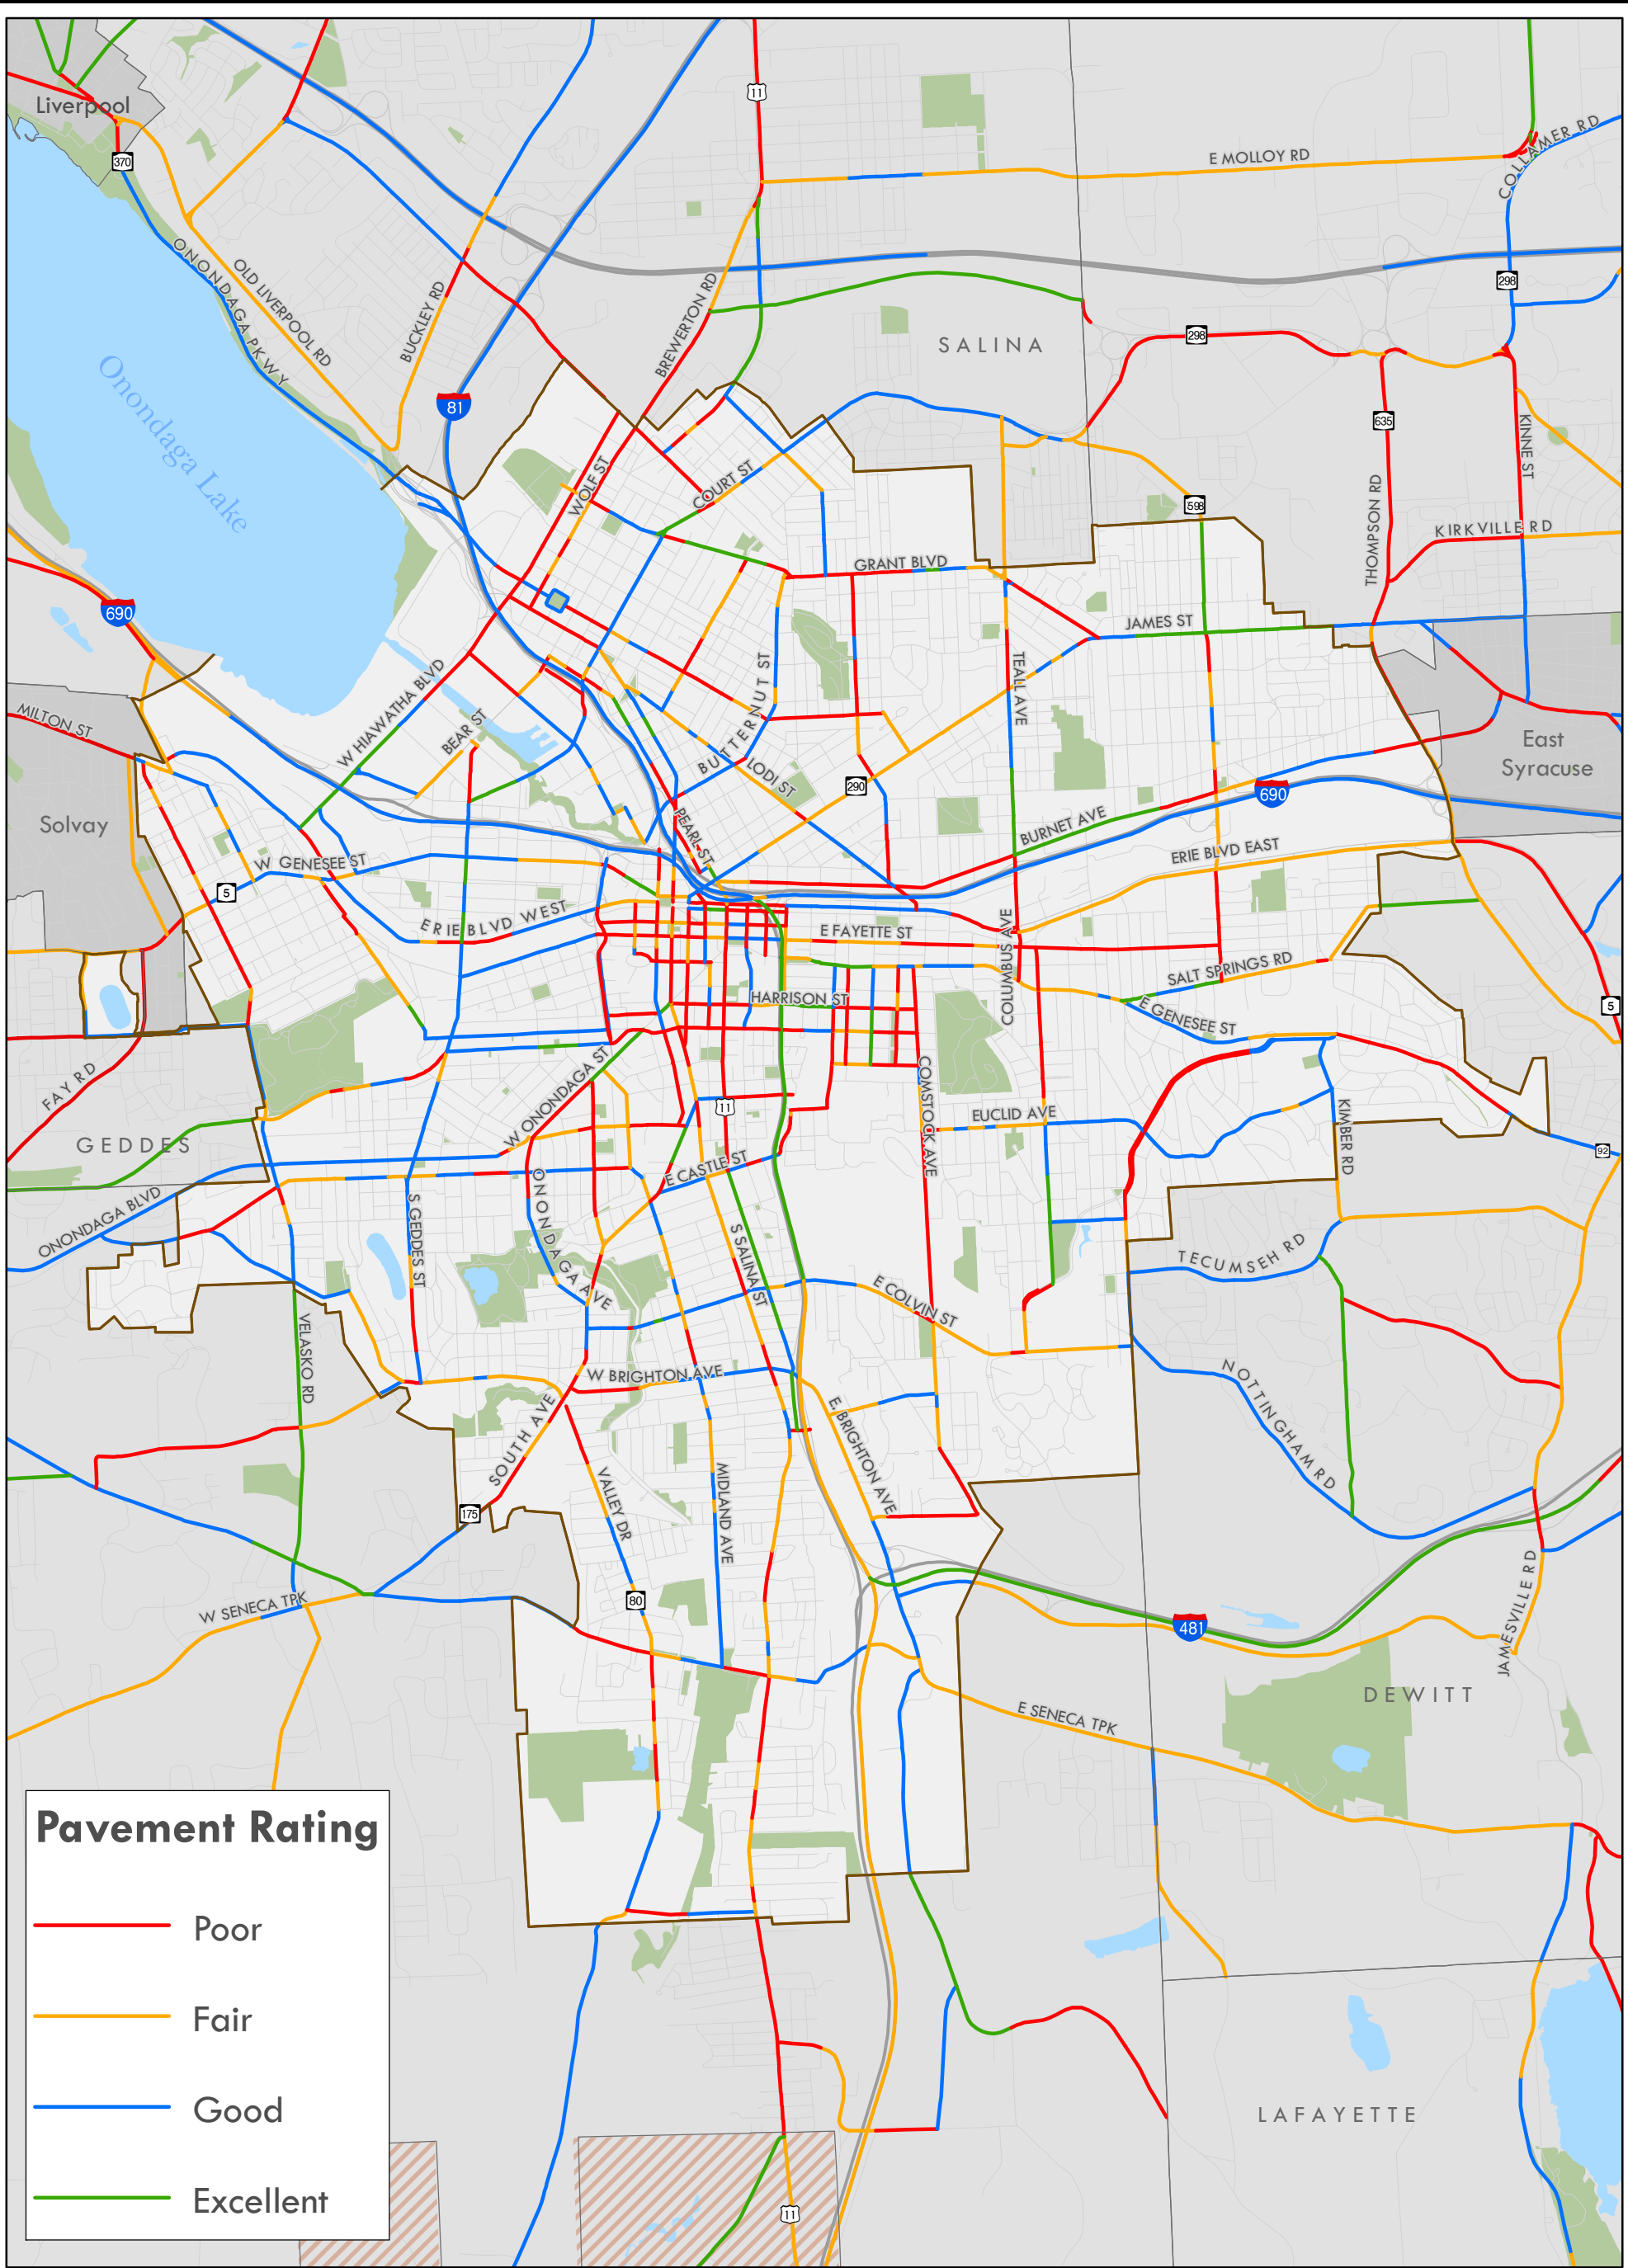 Liverpool
370
11
E MOLLOY RD
COLLAMER RD
ONONDAGA PKWY
OLD LIVERPOOL RD
BUCKLEY RD
BREWERTON RD
298
SALINA
298
Onondaga Lake
81
635
KINNE ST
WOLF ST
COURT ST
598
THOMPSON RD
KIRKVILLE RD
GRANT BLVD
690
JAMES ST
TEALL AVE
W HIAWATHA BLVD
MILTON ST
BEAR ST
BUTTERNUT ST
LODI ST
290
East
Syracuse
690
Solvay
PEARL ST
BURNET AVE
ERIE BLVD EAST
W GENESEE ST
5
ERIE BLVD WEST
E FAYETTE ST
COLUMBUS AVE
SALT SPRINGS RD
HARRISON ST
E GENESEE ST
5
FAY RD
W ONONDAGA ST
COMSTOCK AVE
11
EUCLID AVE
KIMBER RD
GEDDES
92
E CASTLE ST
ONONDAGA BLVD
S GEDDES ST
ONONDAGA AVE
S SALINA ST
TECUMSEH RD
E COLVIN ST
VELASKO RD
W BRIGHTON AVE
NOTTINGHAM RD
SOUTH AVE
E. BRIGHTON AVE
VALLEY DR
MIDLAND AVE
175
JAMESVILLE RD
W SENECA TPK
80
481
DEWITT
E SENECA TPK
Pavement Rating
Poor
Fair
Good
Excellent
LAFAYETTE
11